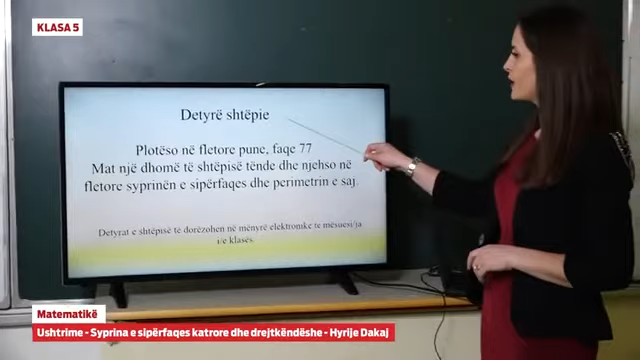 KLASA 5
Detyrë shtëpie
Plotëso në fletore pune, faqe 77
Mat një dhomë të shtëpisë tënde dhe njehso në
fletore syprinën e sipërfaqes dhe perimetrin e saj.
Detyrat e shtëpisë të dorëzohen në mënyrë elektronike te mësuesi/ja
i/e klasës.
Matematikë
Ushtrime - Syprina e sipërfaqes katrore dhe drejtkëndëshe - Hyrije Dakaj